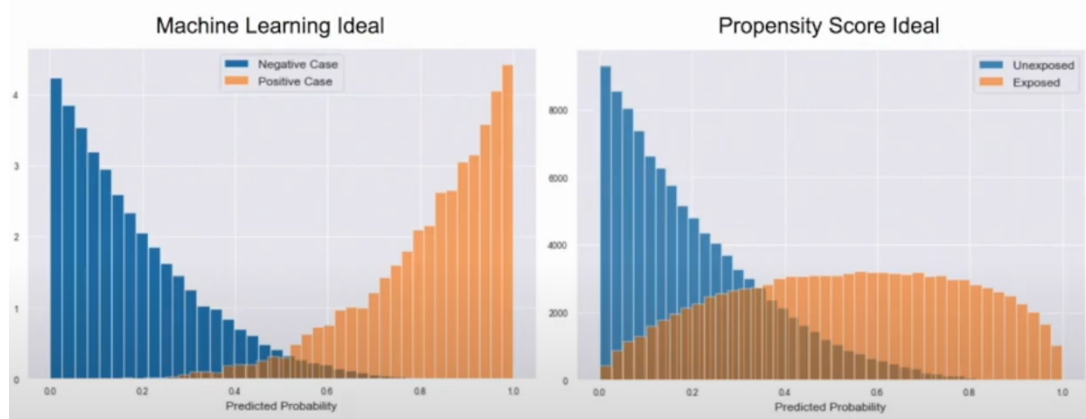 Machine Learning Ideal
Negative Case
Positive Case
4
3
2
1
0
0.0 0.2 0.4 0.6 0.8 1.0
Predicted Probability
Propensity Score Ideal
Unexposed
Exposed
8000
6000
4000
2000
0
0.0 0.2 0.4 0.6 0.8 1.0
Predicted Probability